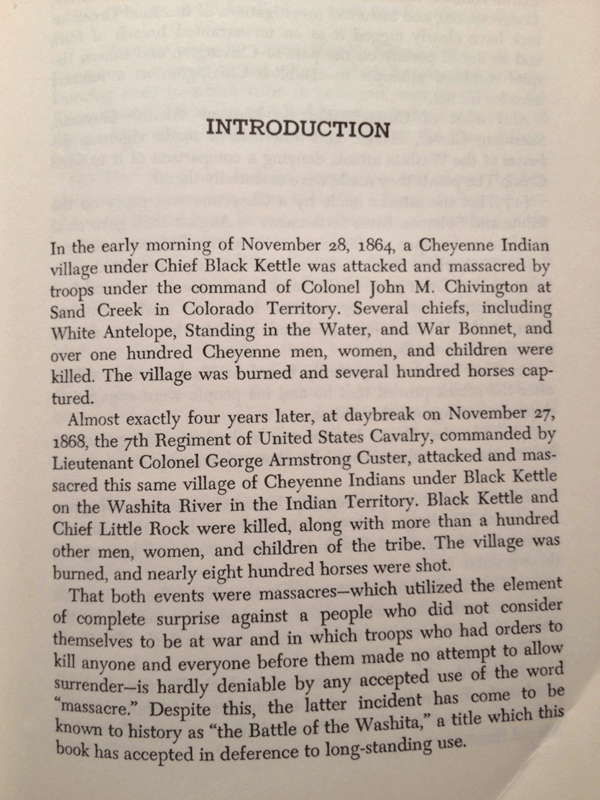 INTRODUCTION
In the early morning of November 28, 1864, a Cheyenne Indian
village under Chief Black Kettle was attacked and massacred by
troops under the command of Colonel John M. Chivington at
Sand Creek in Colorado Territory. Several chiefs, including
White Antelope, Standing in the Water, and War Bonnet, and
over one hundred Cheyenne men, women, and children were
killed. The village was burned and several hundred horses cap-
tured.
Almost exactly four years later, at daybreak on November 27,
1868, the 7th Regiment of United States Cavalry, commanded by
Lieutenant Colonel George Armstrong Custer, attacked and mas-
sacred this same village of Cheyenne Indians under Black Kettle
on the Washita River in the Indian Territory. Black Kettle and
Chief Little Rock were killed, along with more than a hundred
other men, women, and children of the tribe. The village was
burned, and nearly eight hundred horses were shot.
That both events were massacres—which utilized the element
of complete surprise against a people who did not consider
themselves to be at war and in which troops who had orders to
kill anyone and everyone before them made no attempt to allow
surrender—is hardly deniable by any accepted use of the word
“massacre.” Despite this, the latter incident has come to be
known to history as “the Battle of the Washita,” a title which this
book has accepted in deference to long-standing use.